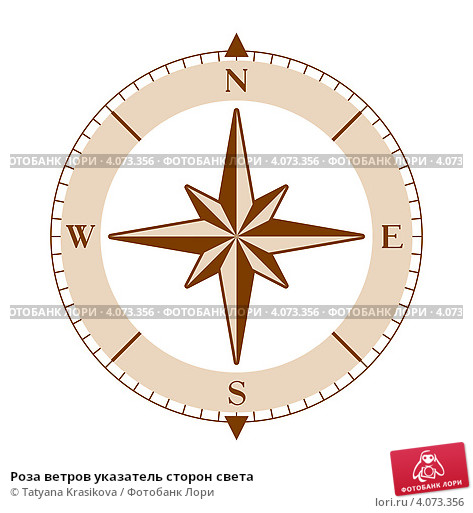 N
ФОТОБАНК ЛОРИ - 4.073.356 - ФОТОБАНК ЛОРИ - 4.073.356 - ФОТОБАНК ЛОРИ - 4.073
W E
ФОТОБАНК ЛОРИ - 4.073.356 - ФОТОБАНК ЛОРИ - 4.073.356 - ФОТОБАНК ЛОРИ - 4.073
S
Роза ветров указатель сторон света
© Tatyana Krasikova / Фотобанк Лори
ФОТОБАНК ЛОРИ
рис. 4,073,356